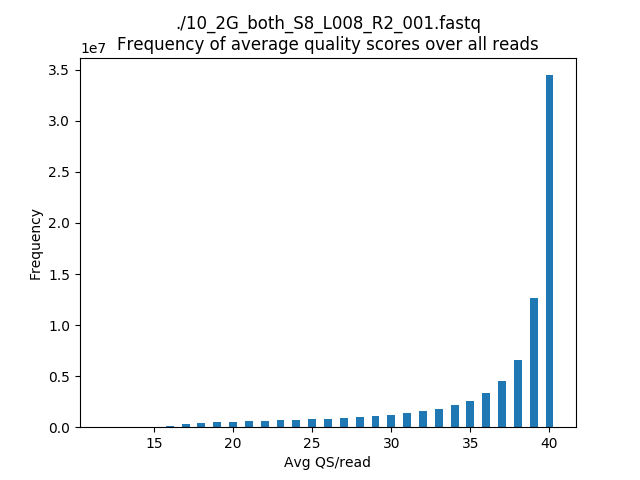 ./10_2G_both_S8_L008_R2_001.fastq
Frequency of average quality scores over all reads
1e7
3.5
3.0
2.5
2.0
1.5
1.0
0.5
0.0
Frequency
15 20 25 30 35 40
Avg QS/read